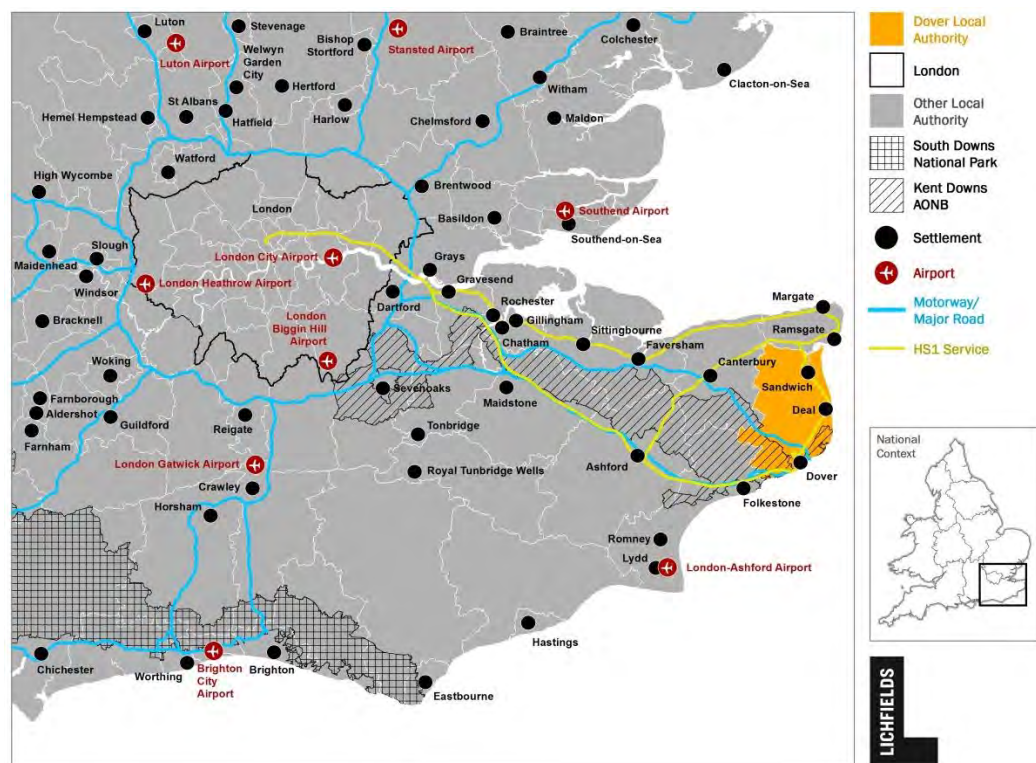 Luton
Luton Airport
Stevenage
Welwyn
Garden
City
Bishop
Stortford
Stansted Airport
Braintree
Colchester
Clacton-on-Sea
Hertford
Witham
St Albans
Hemel Hempstead
Hatfield
Harlow
Chelmsford
Maldon
Watford
High Wycombe
Brentwood
London
Basildon
Southend Airport
Southend-on-Sea
Slough
Maidenhead
Windsor
London City Airport
London Heathrow Airport
Grays
Gravesend
Dartford
Rochester
Gillingham
Chatham
Sittingbourne
Faversham
Margate
Ramsgate
Canterbury
Sandwich
Deal
Dover
Bracknell
London
Biggin Hill
Airport
Woking
Farnborough
Aldershot
Farnham
Guildford
Reigate
Sevenoaks
Maidstone
Tonbridge
London Gatwick Airport
Royal Tunbridge Wells
Ashford
Folkestone
Crawley
Horsham
Romney
Lydd
London-Ashford Airport
Hastings
Chichester
Worthing
Brighton
City
Airport
Brighton
Eastbourne
Dover Local
Authority
London
Other Local
Authority
South Downs
National Park
Kent Downs
AONB
Settlement
Airport
Motorway/
Major Road
HS1 Service
National
Context
LICHFIELDS